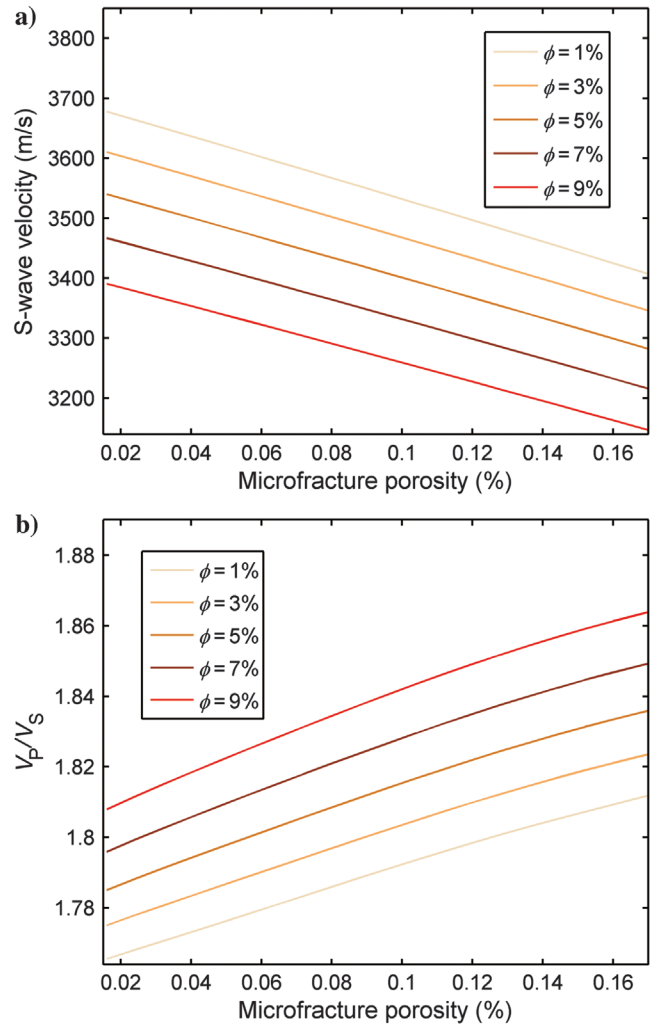 a)
3800
3700
3600
3500
3400
3300
3200
S-wave velocity (m/s)
ϕ = 1%
ϕ = 3%
ϕ = 5%
ϕ = 7%
ϕ = 9%
0.02 0.04 0.06 0.08 0.1 0.12 0.14 0.16
Microfracture porosity (%)
b)
1.88
1.86
1.84
1.82
1.8
1.78
V_P/V_S
ϕ = 1%
ϕ = 3%
ϕ = 5%
ϕ = 7%
ϕ = 9%
0.02 0.04 0.06 0.08 0.1 0.12 0.14 0.16
Microfracture porosity (%)